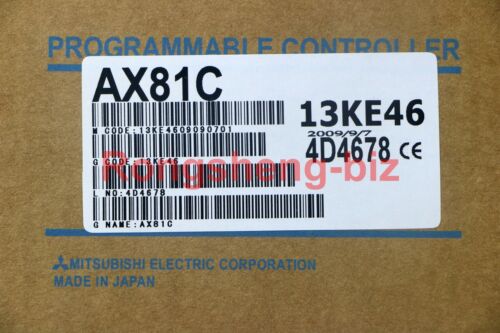 PROGRAMMABLE CONTROLLER
AX81C
13KE46
M CODE:13KE4609090701
2009/9/7
4D4678 CE
G CODE:13KE46
Rongsheng-biz
L NO:4D4678
G NAME:AX81C
MITSUBISHI ELECTRIC CORPORATION
MADE IN JAPAN